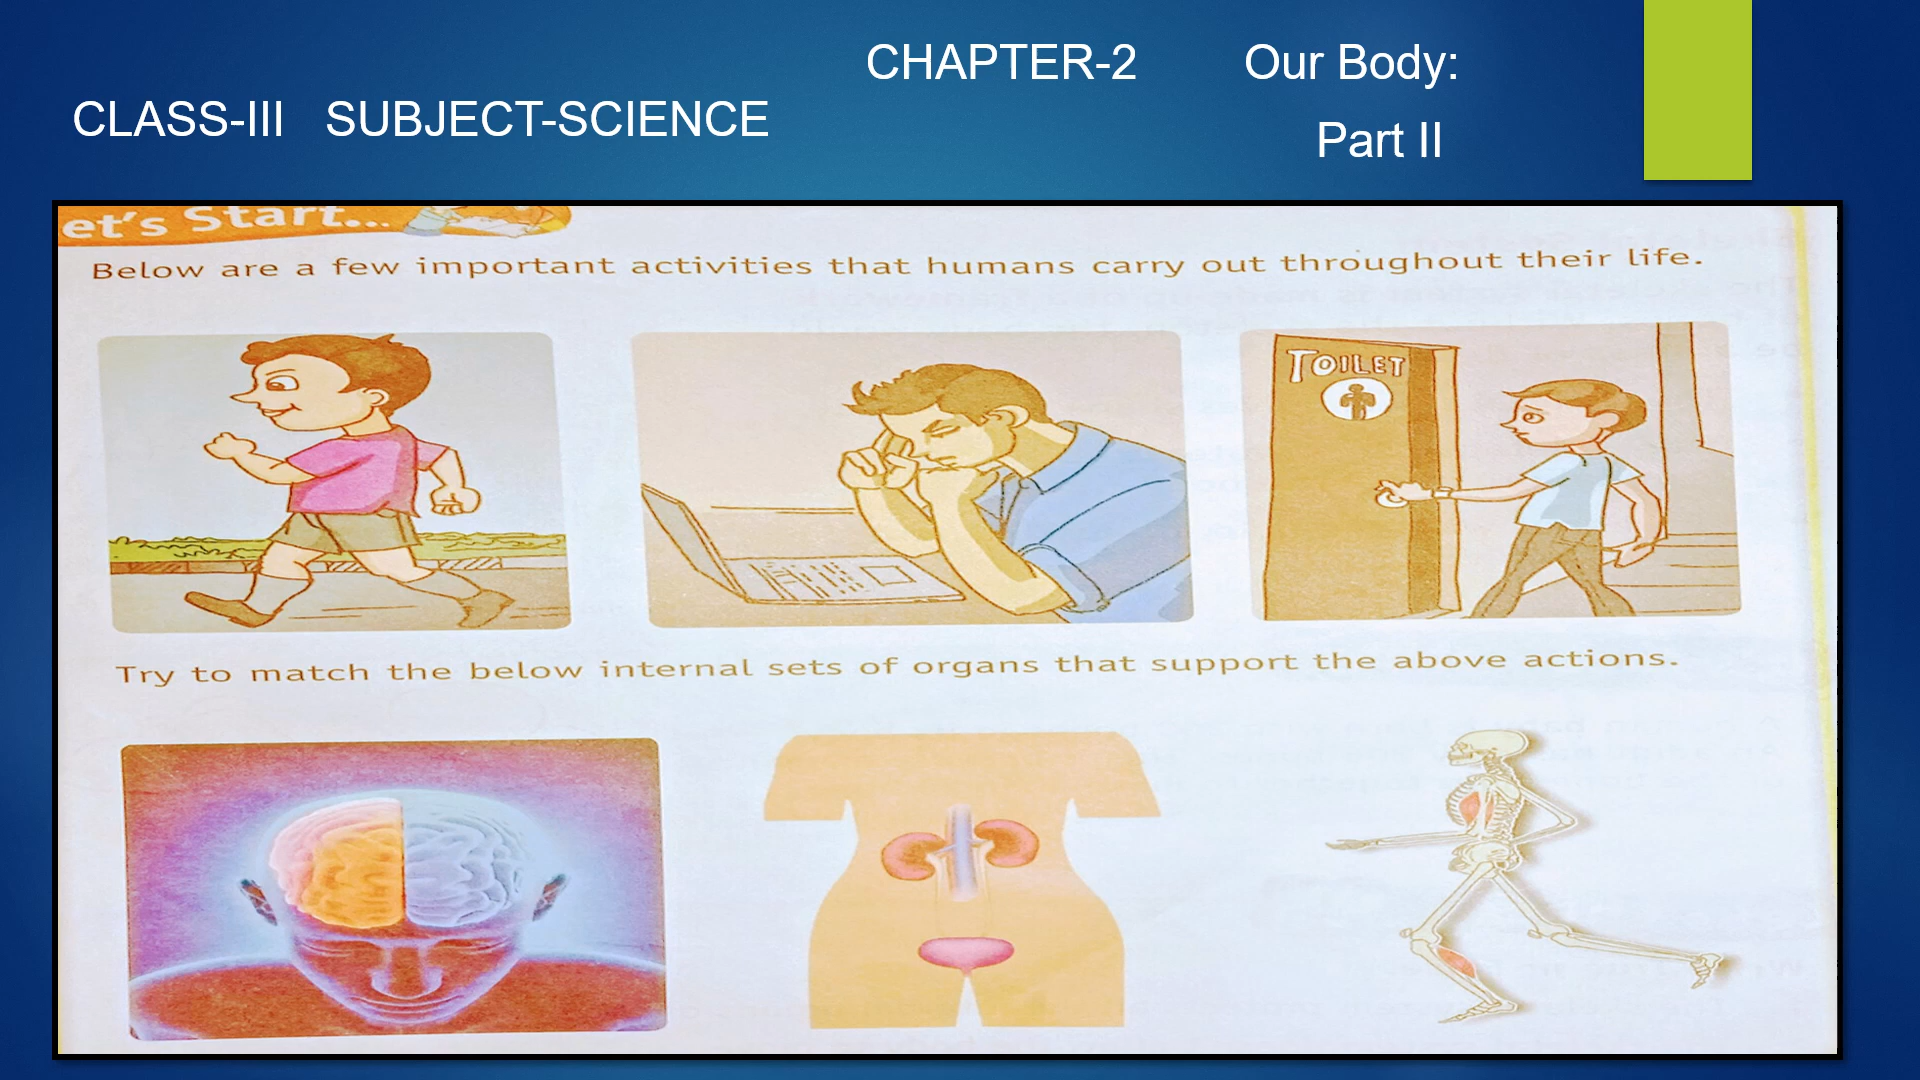 CHAPTER-2 Our Body:
CLASS-III SUBJECT-SCIENCE
Part II
et's Start...
Below are a few important activities that humans carry out throughout their life.
TOILET
Try to match the below internal sets of organs that support the above actions.